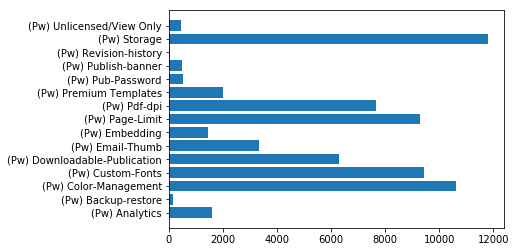 (Pw) Unlicensed/View Only
(Pw) Storage
(Pw) Revision-history
(Pw) Publish-banner
(Pw) Pub-Password
(Pw) Premium Templates
(Pw) Pdf-dpi
(Pw) Page-Limit
(Pw) Embedding
(Pw) Email-Thumb
(Pw) Downloadable-Publication
(Pw) Custom-Fonts
(Pw) Color-Management
(Pw) Backup-restore
(Pw) Analytics
0 2000 4000 6000 8000 10000 12000